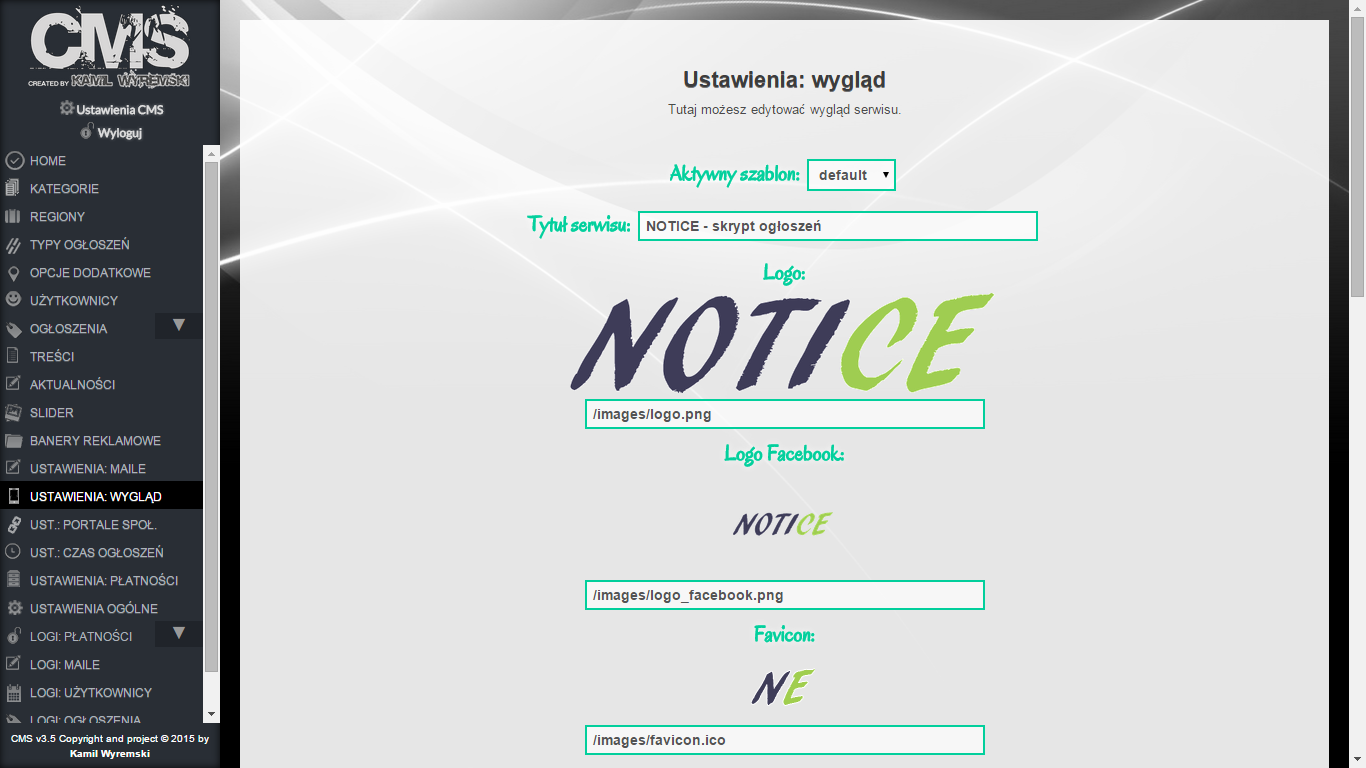 CMS
CREATED BY KAMIL WYREMSKI
Ustawienia CMS
Wyloguj
HOME
KATEGORIE
REGIONY
TYPY OGŁOSZEŃ
OPCJE DODATKOWE
UŻYTKOWNICY
OGŁOSZENIA
TREŚCI
AKTUALNOŚCI
SLIDER
BANERY REKLAMOWE
USTAWIENIA: MAILE
USTAWIENIA: WYGLĄD
UST.: PORTALE SPOŁ.
UST.: CZAS OGŁOSZEŃ
USTAWIENIA: PŁATNOŚCI
USTAWIENIA OGÓLNE
LOGI: PŁATNOŚCI
LOGI: MAILE
LOGI: UŻYTKOWNICY
LOGI: OGŁOSZENIA
CMS v3.5 Copyright and project © 2015 by
Kamil Wyremski
Ustawienia: wygląd
Tutaj możesz edytować wygląd serwisu.
Aktywny szablon: default
Tytuł serwisu: NOTICE - skrypt ogłoszeń
Logo:
NOTICE
/images/logo.png
Logo Facebook:
NOTICE
/images/logo_facebook.png
Favicon:
NE
/images/favicon.ico